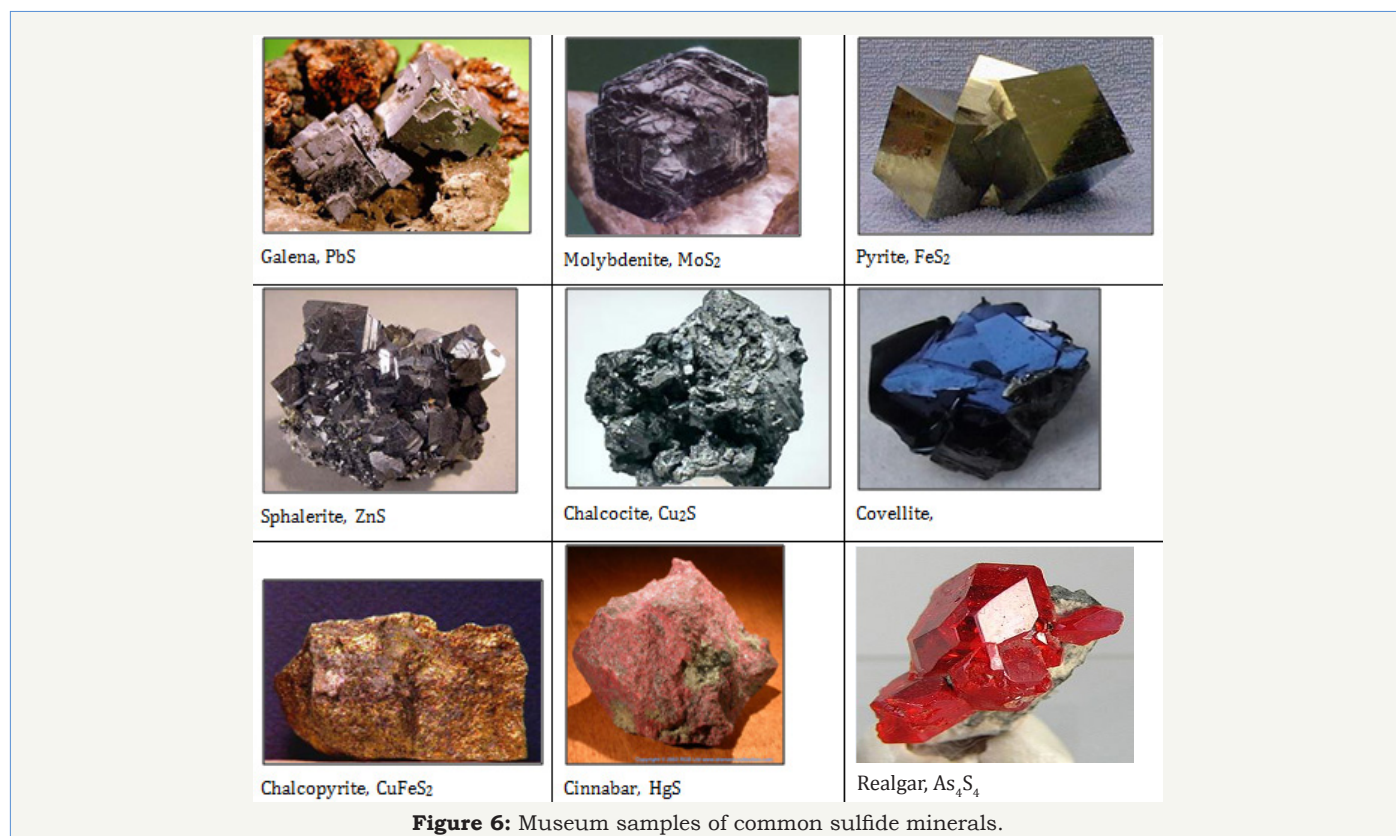 Galena, PbS
Molybdenite, MoS₂
Pyrite, FeS₂
Sphalerite, ZnS
Chalcocite, Cu₂S
Covellite,
Chalcopyrite, CuFeS₂
Cinnabar, HgS
Realgar, As₄S₄
Figure 6: Museum samples of common sulfide minerals.